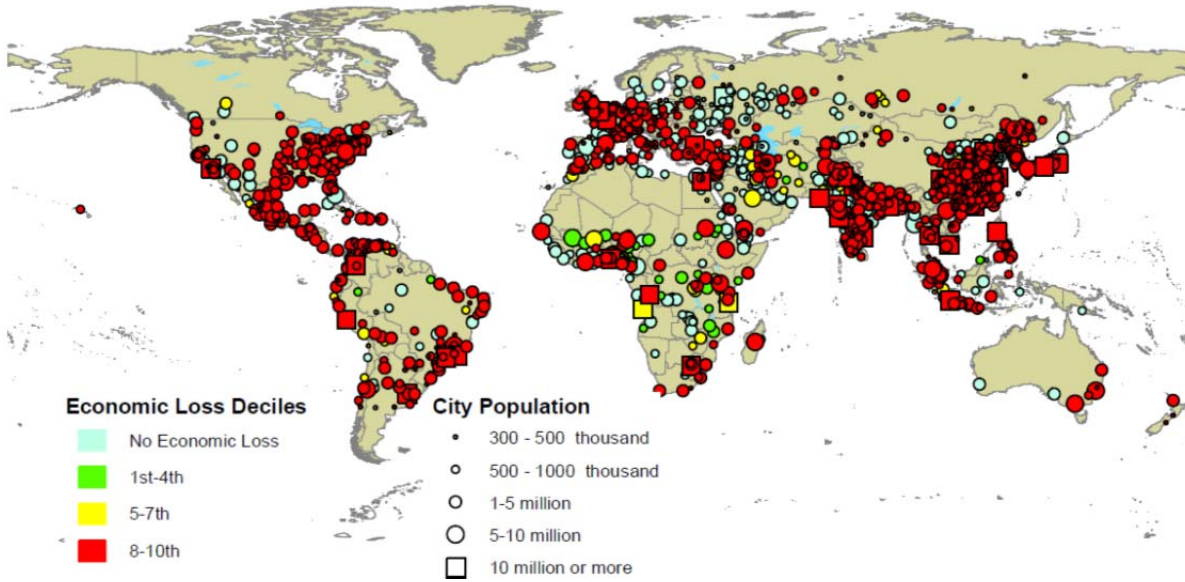 Economic Loss Deciles
No Economic Loss
1st-4th
5-7th
8-10th
City Population
300 - 500 thousand
500 - 1000 thousand
1-5 million
5-10 million
10 million or more